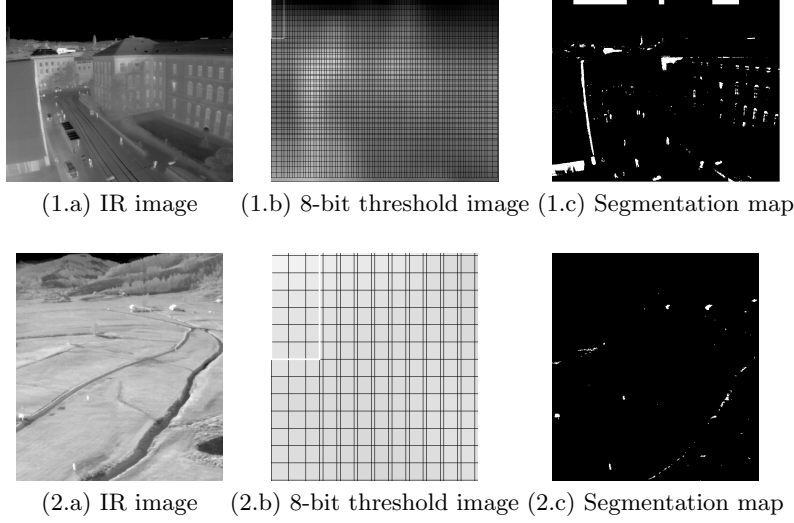 (1.a) IR image (1.b) 8-bit threshold image (1.c) Segmentation map
(2.a) IR image (2.b) 8-bit threshold image (2.c) Segmentation map